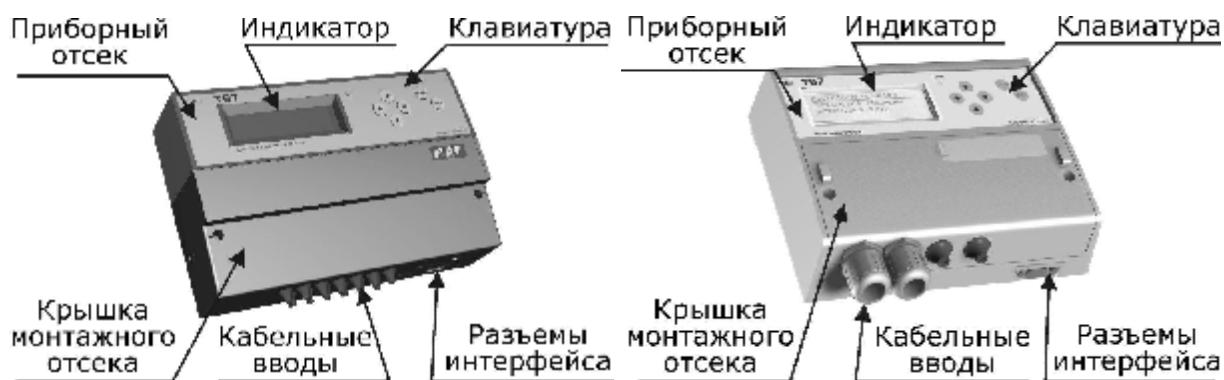 Приборный
отсек
Индикатор
Клавиатура
Крышка
монтажного
отсека
Кабельные
вводы
Разъемы
интерфейса
Приборный
отсек
Индикатор
Клавиатура
Крышка
монтажного
отсека
Кабельные
вводы
Разъемы
интерфейса